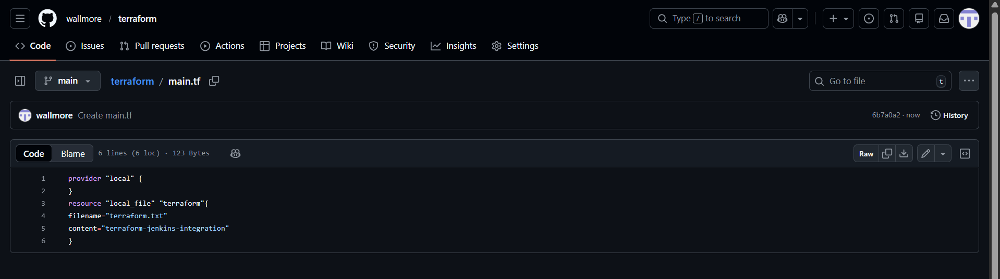 wallmore / terraform
Type / to search
Code
Issues
Pull requests
Actions
Projects
Wiki
Security
Insights
Settings
main
terraform / main.tf
Go to file
t
wallmore Create main.tf
6b7a0a2 · now
History
Code
Blame
6 lines (6 loc) · 123 Bytes
Raw
1 provider "local" {
2 }
3 resource "local_file" "terraform"{
4 filename="terraform.txt"
5 content="terraform-jenkins-integration"
6 }